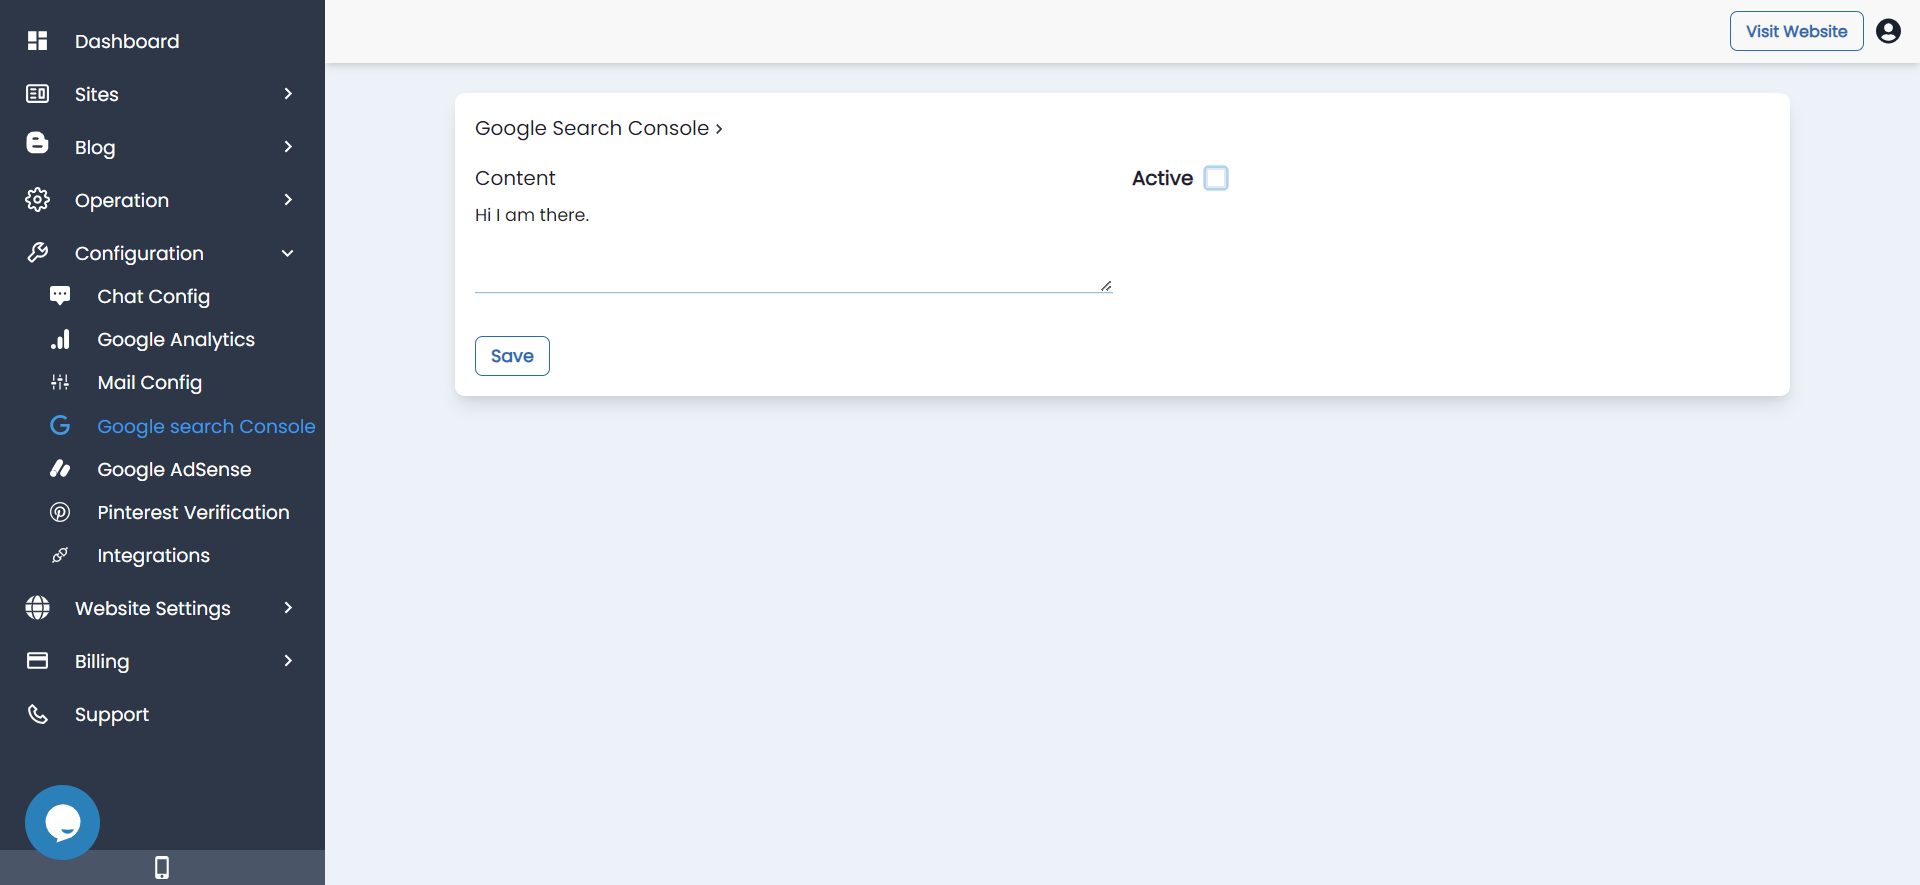 Dashboard
Sites
Blog
Operation
Configuration
Chat Config
Google Analytics
Mail Config
Google search Console
Google AdSense
Pinterest Verification
Integrations
Website Settings
Billing
Support
Visit Website
Google Search Console ›
Content
Active
Hi I am there.
Save